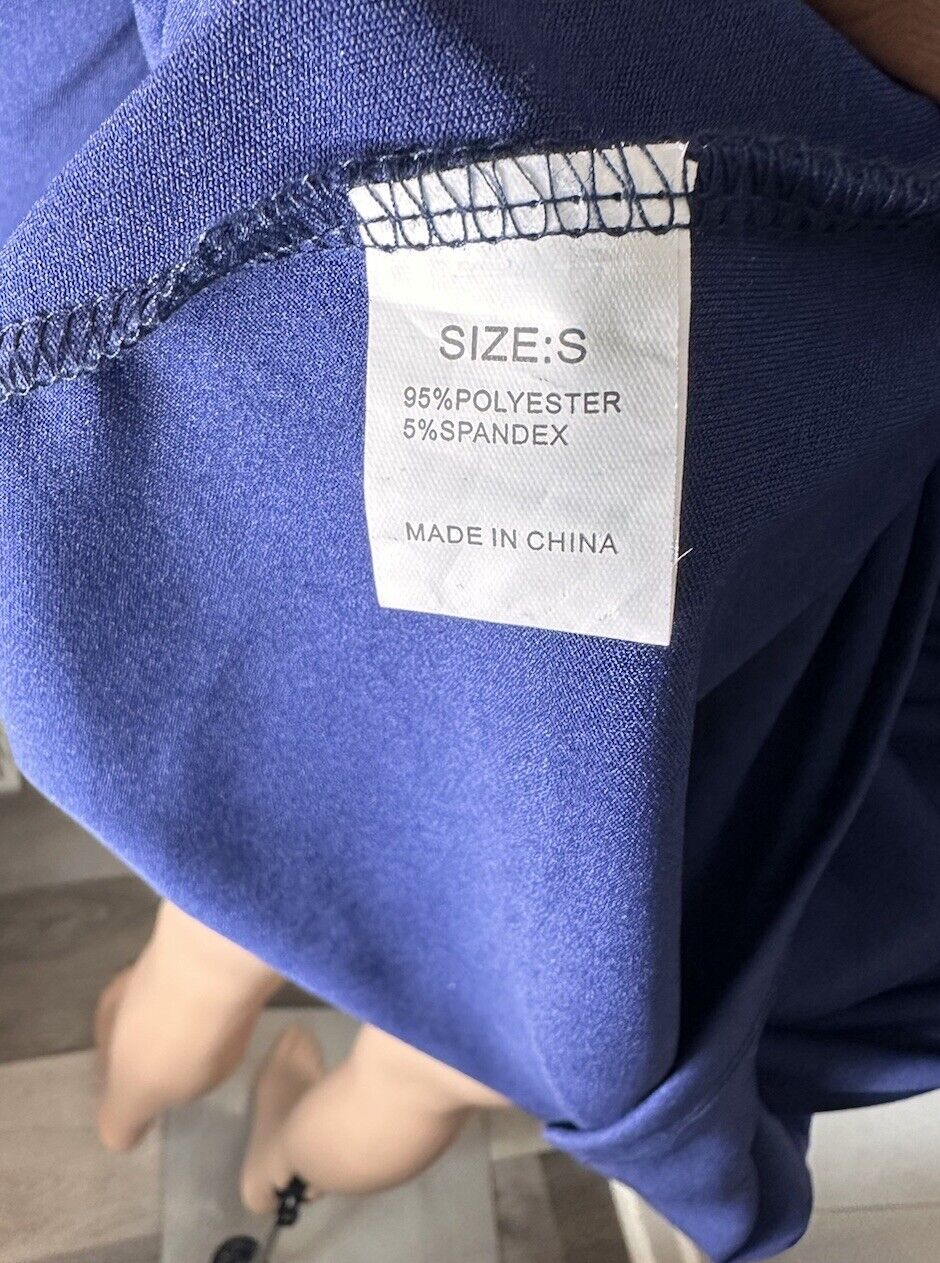 SIZE:S
95%POLYESTER
5%SPANDEX
MADE IN CHINA